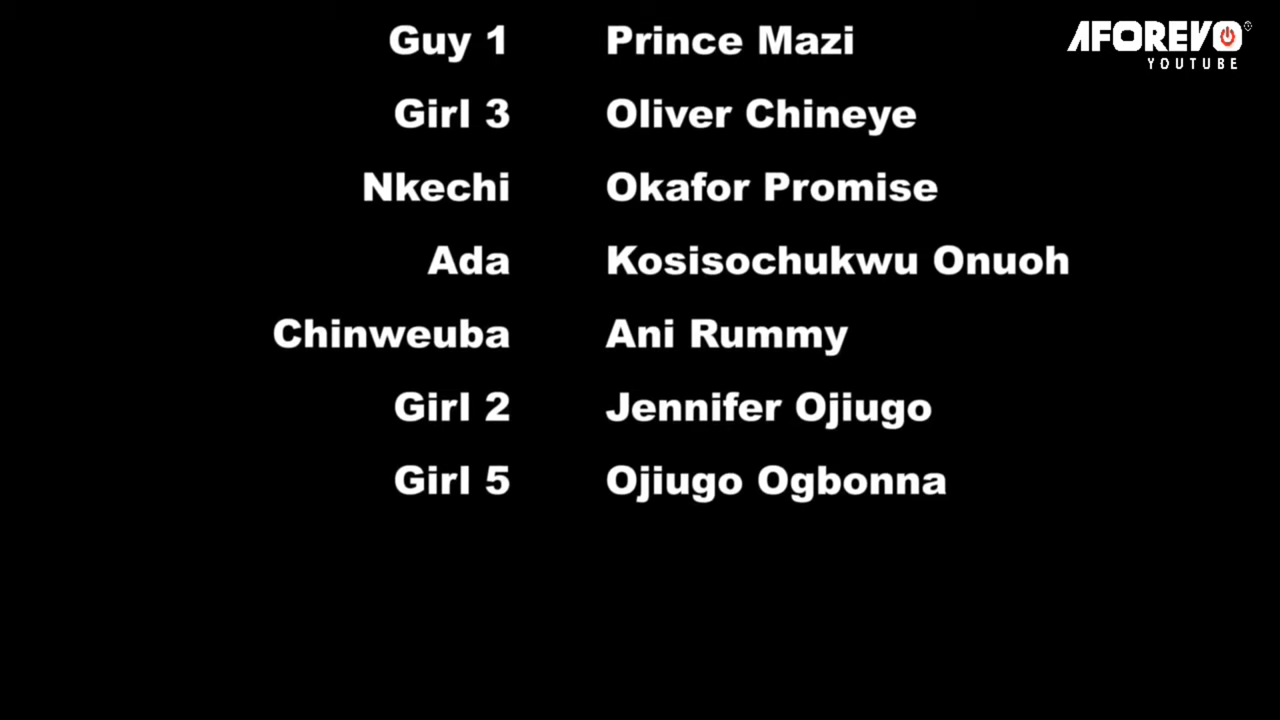 Guy 1 Prince Mazi
AFOREVO
YOUTUBE
Girl 3 Oliver Chineye
Nkechi Okafor Promise
Ada Kosisochukwu Onuoh
Chinweuba Ani Rummy
Girl 2 Jennifer Ojiugo
Girl 5 Ojiugo Ogbonna